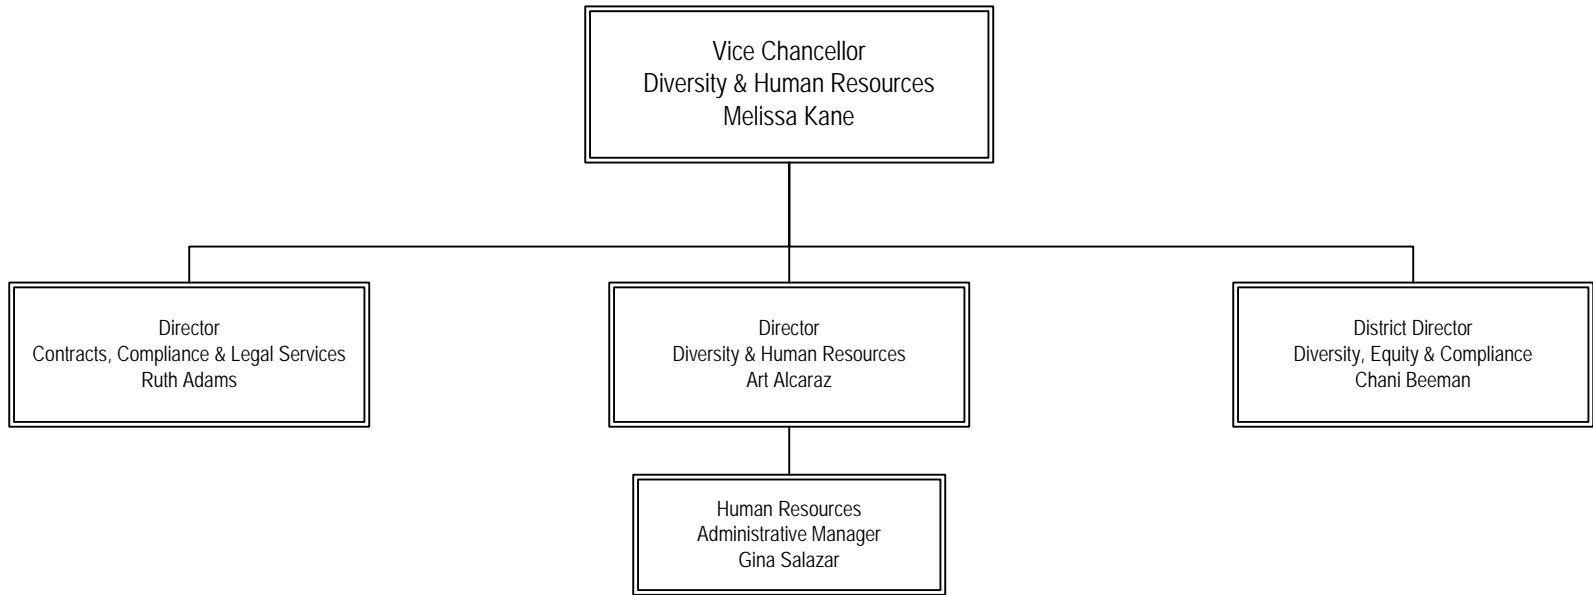 Vice Chancellor
Diversity & Human Resources
Melissa Kane
Director
Contracts, Compliance & Legal Services
Ruth Adams
Director
Diversity & Human Resources
Art Alcaraz
District Director
Diversity, Equity & Compliance
Chani Beeman
Human Resources
Administrative Manager
Gina Salazar